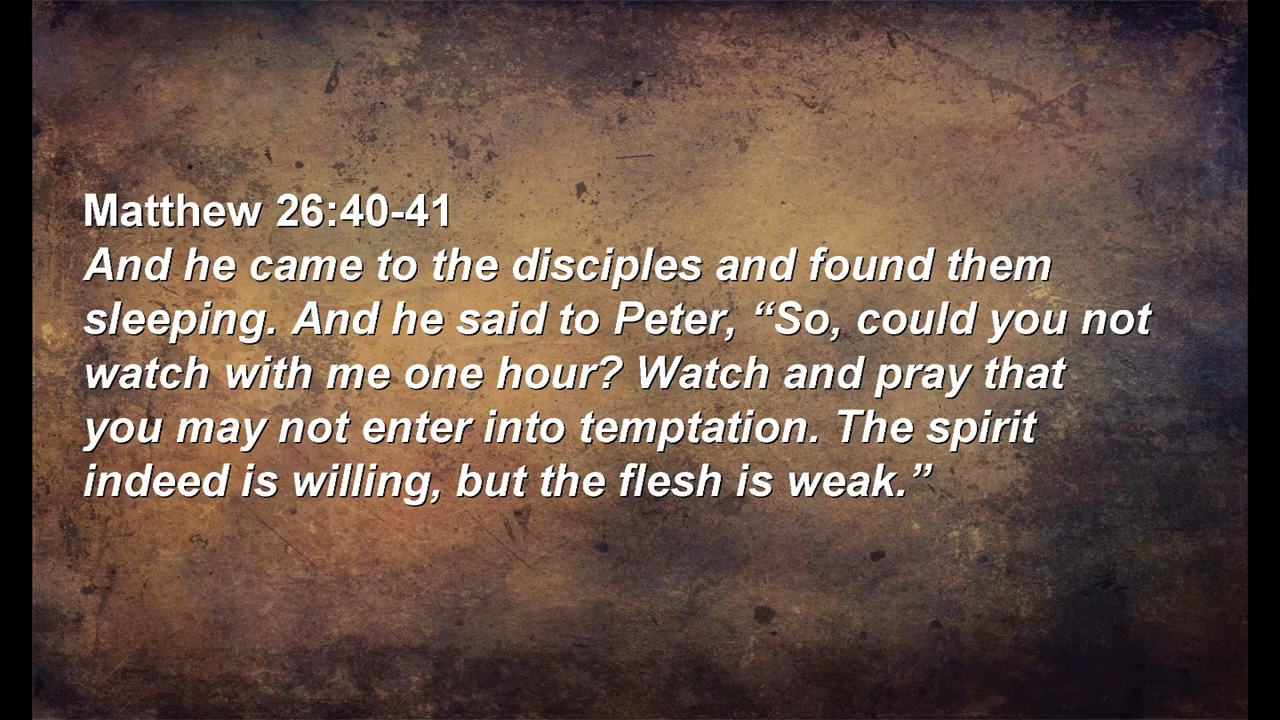 Matthew 26:40-41
And he came to the disciples and found them
sleeping. And he said to Peter, “So, could you not
watch with me one hour? Watch and pray that
you may not enter into temptation. The spirit
indeed is willing, but the flesh is weak.”